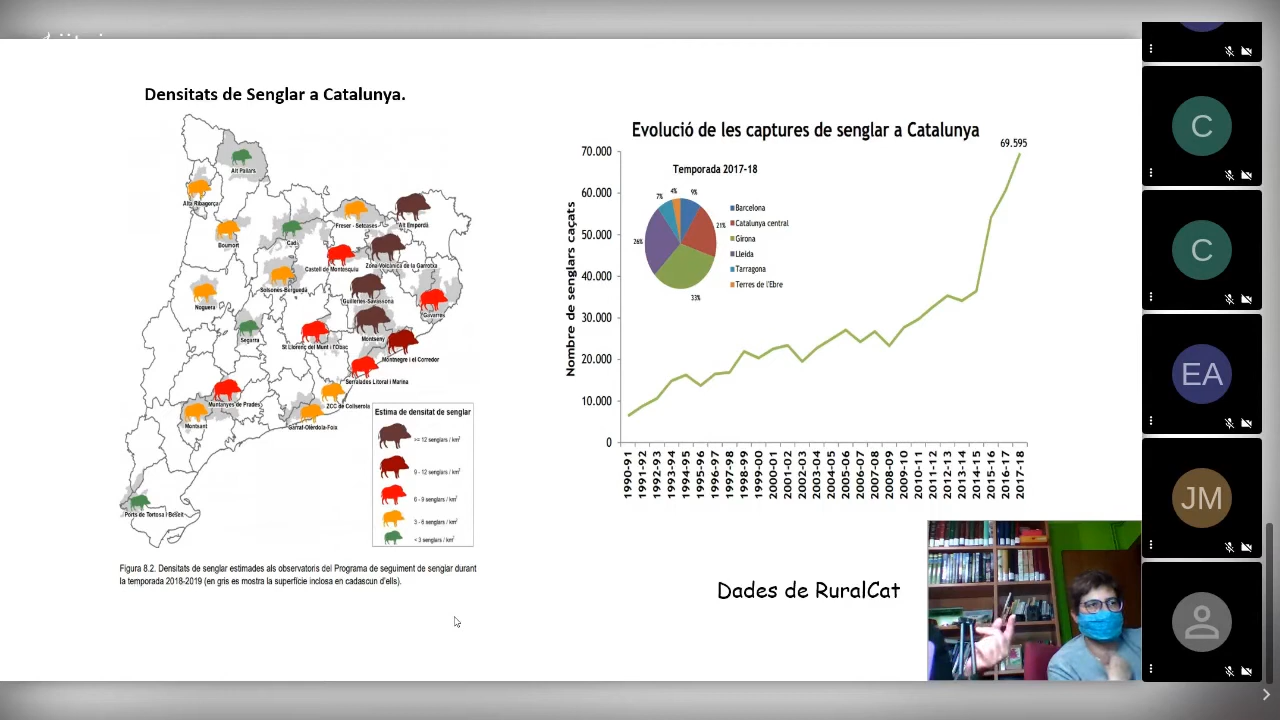 Densitats de Senglar a Catalunya.
Alt Pallars
Alta Ribagorça
Boumort
Cadí
Freser - Setcases
Alt Empordà
Castell de Montesquiu
Zona Volcànica de la Garrotxa
Solsonès-Berguedà
Noguera
Guilleries-Savassona
Gavarres
Segarra
St Llorenç del Munt i l'Obac
Montseny
Montnegre i el Corredor
Serralades Litoral i Marina
Muntanyes de Prades
ZCC de Collserola
Montsant
Garraf-Olèrdola-Foix
Ports de Tortosa i Beseit
Estima de densitat de senglar
>= 12 senglars / km²
9 - 12 senglars / km²
6 - 9 senglars / km²
3 - 6 senglars / km²
< 3 senglars / km²
Figura 8.2. Densitats de senglar estimades als observatoris del Programa de seguiment de senglar durant
la temporada 2018-2019 (en gris es mostra la superfície inclosa en cadascun d'ells).
Evolució de les captures de senglar a Catalunya
69.595
Nombre de senglars caçats
70.000
60.000
50.000
40.000
30.000
20.000
10.000
0
Temporada 2017-18
7%
4%
9%
21%
26%
33%
Barcelona
Catalunya central
Girona
Lleida
Tarragona
Terres de l'Ebre
1990-91
1991-92
1992-93
1993-94
1994-95
1995-96
1996-97
1997-98
1998-99
1999-00
2000-01
2001-02
2002-03
2003-04
2004-05
2005-06
2006-07
2007-08
2008-09
2009-10
2010-11
2011-12
2012-13
2013-14
2014-15
2015-16
2016-17
2017-18
Dades de RuralCat
C
C
EA
JM